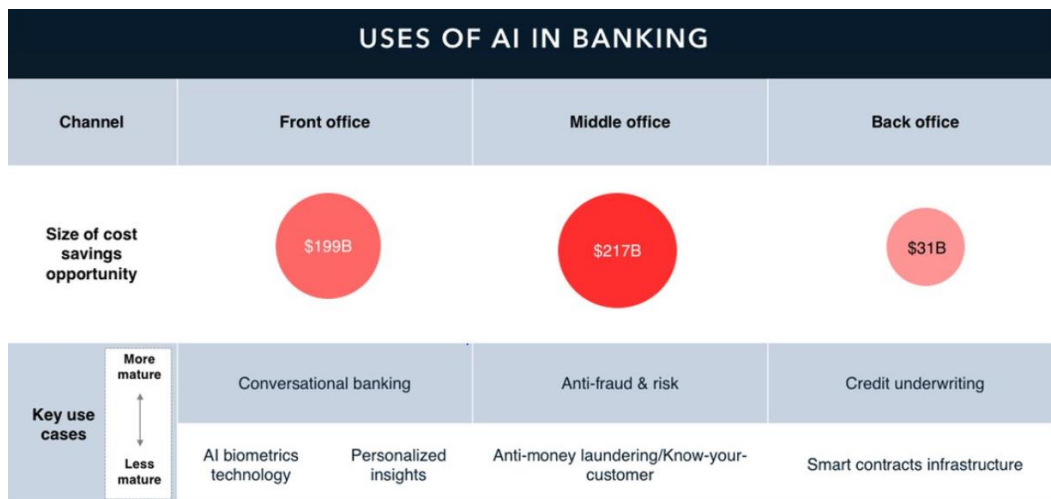 USES OF AI IN BANKING
Channel
Front office
Middle office
Back office
Size of cost
savings
opportunity
$199B
$217B
$31B
Key use
cases
More
mature
Less
mature
Conversational banking
Anti-fraud & risk
Credit underwriting
AI biometrics
technology
Personalized
insights
Anti-money laundering/Know-your-
customer
Smart contracts infrastructure